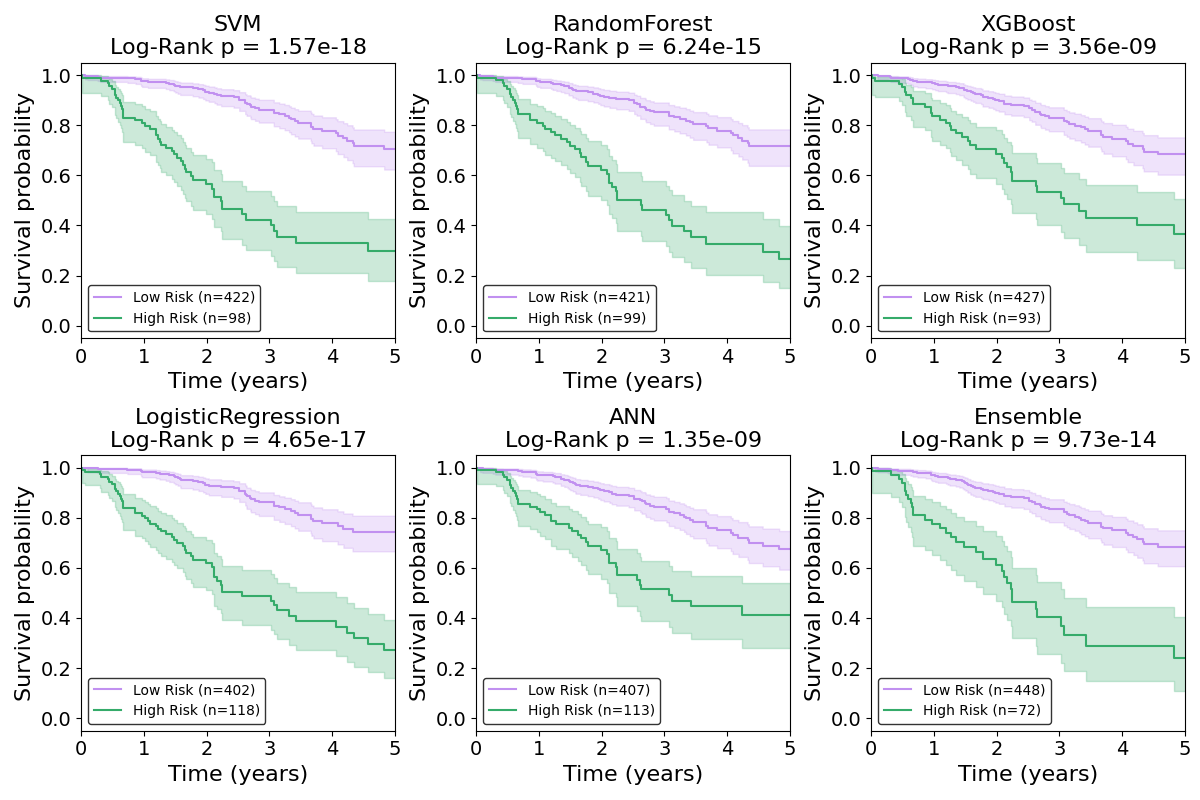 SVM
Log-Rank p = 1.57e-18
Survival probability
1.0
0.8
0.6
0.4
0.2
0.0
Low Risk (n=422)
High Risk (n=98)
0 1 2 3 4 5
Time (years)
RandomForest
Log-Rank p = 6.24e-15
Survival probability
1.0
0.8
0.6
0.4
0.2
0.0
Low Risk (n=421)
High Risk (n=99)
0 1 2 3 4 5
Time (years)
XGBoost
Log-Rank p = 3.56e-09
Survival probability
1.0
0.8
0.6
0.4
0.2
0.0
Low Risk (n=427)
High Risk (n=93)
0 1 2 3 4 5
Time (years)
LogisticRegression
Log-Rank p = 4.65e-17
Survival probability
1.0
0.8
0.6
0.4
0.2
0.0
Low Risk (n=402)
High Risk (n=118)
0 1 2 3 4 5
Time (years)
ANN
Log-Rank p = 1.35e-09
Survival probability
1.0
0.8
0.6
0.4
0.2
0.0
Low Risk (n=407)
High Risk (n=113)
0 1 2 3 4 5
Time (years)
Ensemble
Log-Rank p = 9.73e-14
Survival probability
1.0
0.8
0.6
0.4
0.2
0.0
Low Risk (n=448)
High Risk (n=72)
0 1 2 3 4 5
Time (years)